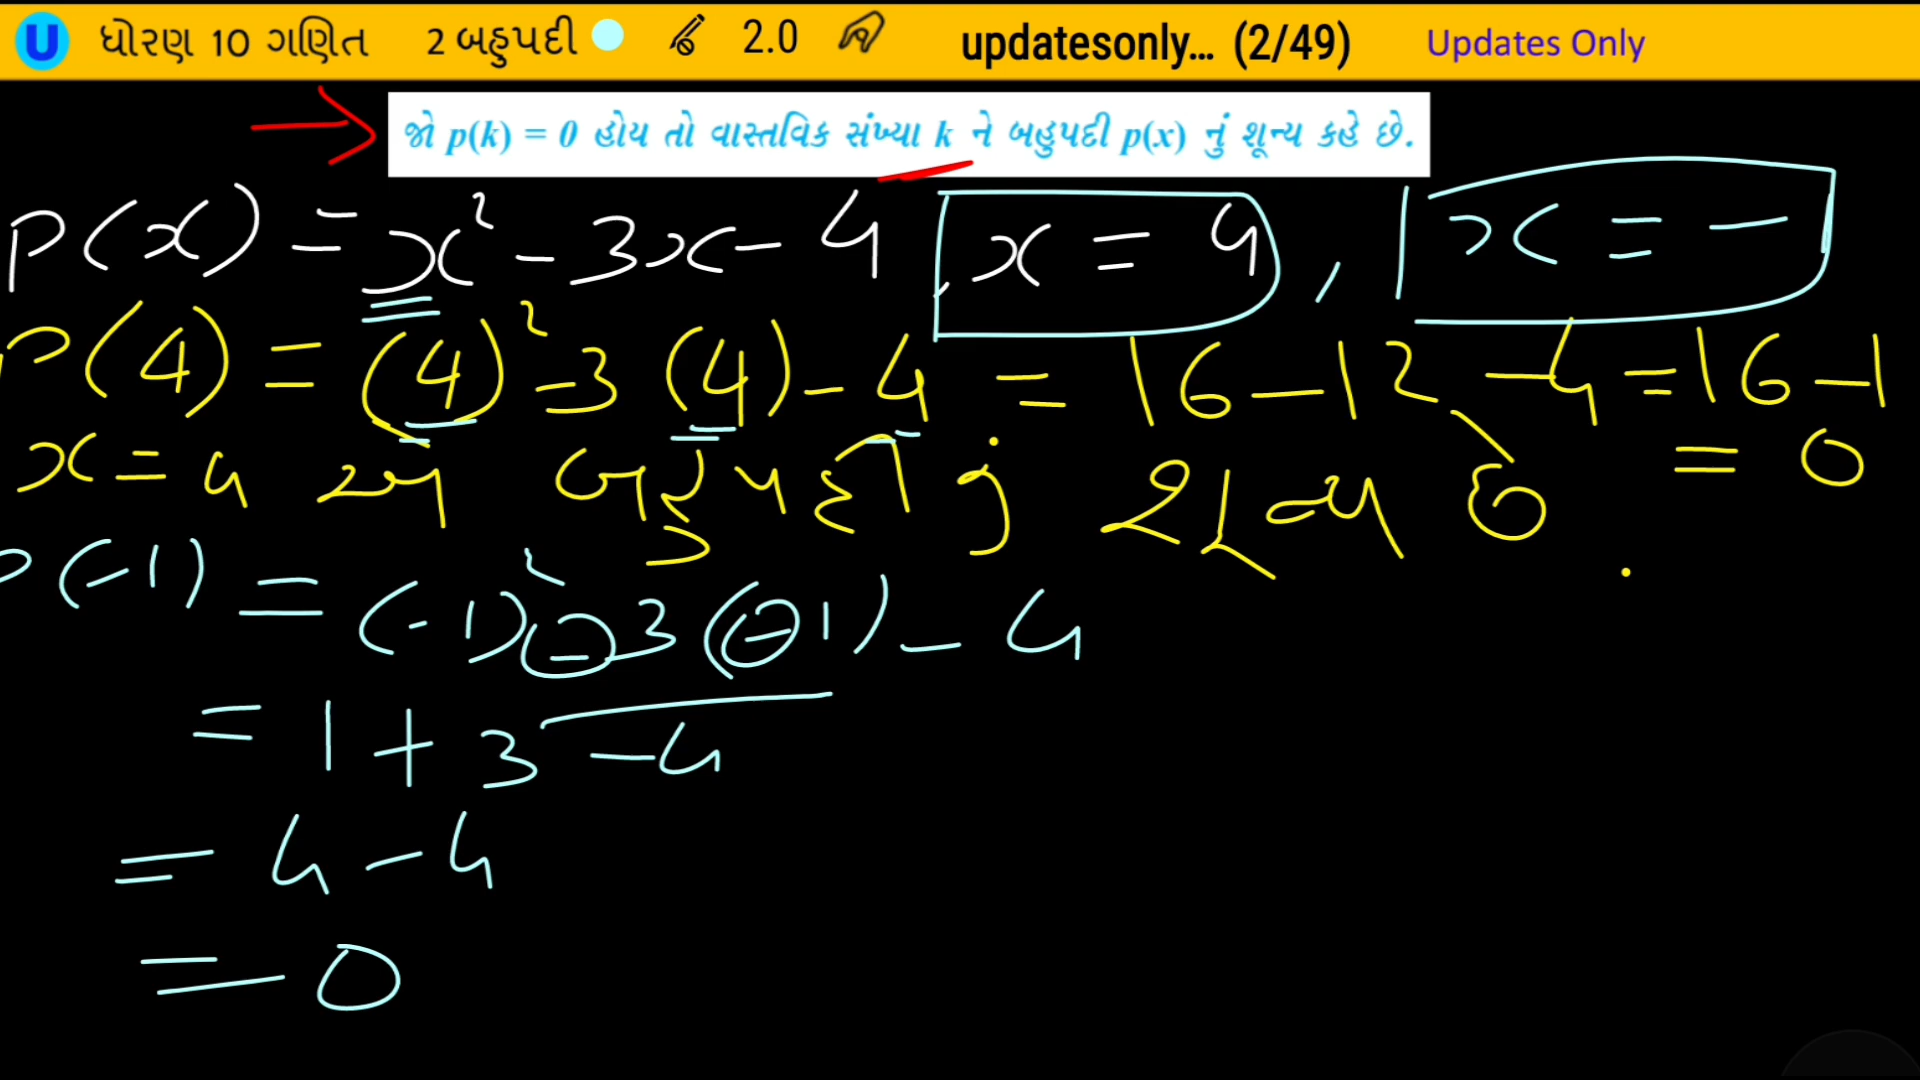 U ધોરણ 10 ગણિત 2 બહુપદી 2.0 updatesonly... (2/49) Updates Only
જો p(k) = 0 હોય તો વાસ્તવિક સંખ્યા k ને બહુપદી p(x) નું શૂન્ય કહે છે.
P(x) = x² - 3x - 4 x = 4 , x = -
P(4) = (4)² - 3(4) - 4 = 16 - 12 - 4 = 16 - 1
= 0
x = 4 એ બહુપદીનું શૂન્ય છે.
P(-1) = (-1)² - 3(-1) - 4
= 1 + 3 - 4
= 4 - 4
= 0